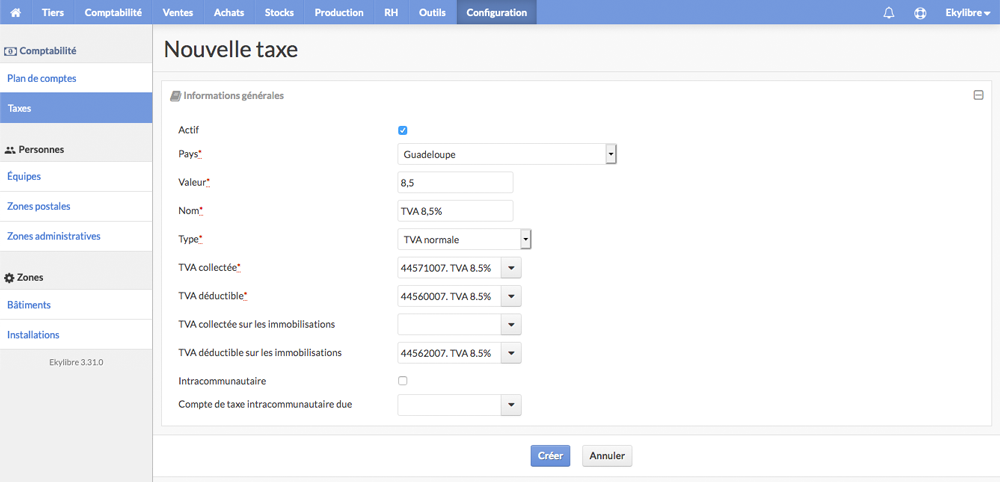 Tiers Comptabilité Ventes Achats Stocks Production RH Outils Configuration Ekylibre
Comptabilité
Plan de comptes
Taxes
Personnes
Équipes
Zones postales
Zones administratives
Zones
Bâtiments
Installations
Ekylibre 3.31.0
Nouvelle taxe
Informations générales
Actif
Pays* Guadeloupe
Valeur* 8,5
Nom* TVA 8,5%
Type* TVA normale
TVA collectée* 44571007. TVA 8.5%
TVA déductible* 44560007. TVA 8.5%
TVA collectée sur les immobilisations
TVA déductible sur les immobilisations 44562007. TVA 8.5%
Intracommunautaire
Compte de taxe intracommunautaire due
Créer Annuler